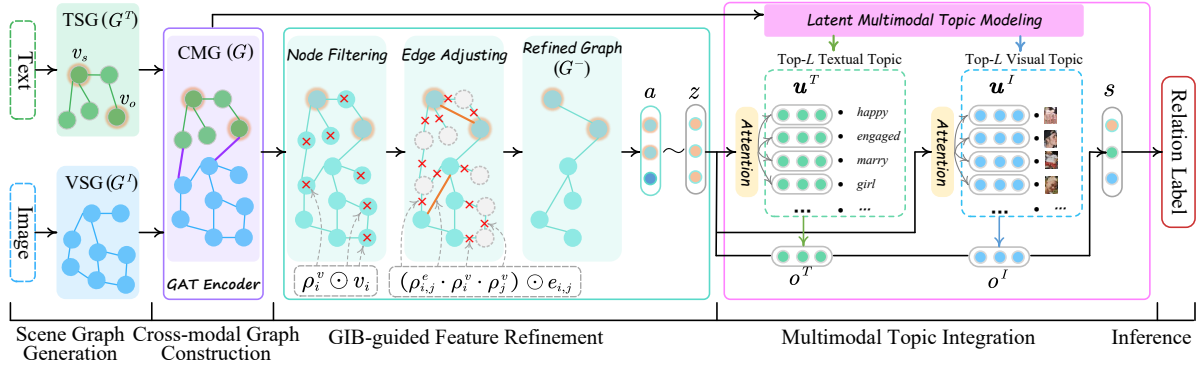 Text
TSG (G^T)
v_s
v_o
Image
VSG (G^I)
CMG (G)
GAT Encoder
Node Filtering
Edge Adjusting
Refined Graph
(G^−)
ρ_i^v ⊙ v_i
(ρ_{i,j}^e · ρ_i^v · ρ_j^v) ⊙ e_{i,j}
a
~
z
Latent Multimodal Topic Modeling
Top-L Textual Topic
u^T
Attention
• happy
• engaged
• marry
• girl
... • ...
o^T
Top-L Visual Topic
u^I
Attention
•
•
•
•
... • ...
o^I
s
Relation Label
Scene Graph
Generation
Cross-modal Graph
Construction
GIB-guided Feature Refinement
Multimodal Topic Integration
Inference